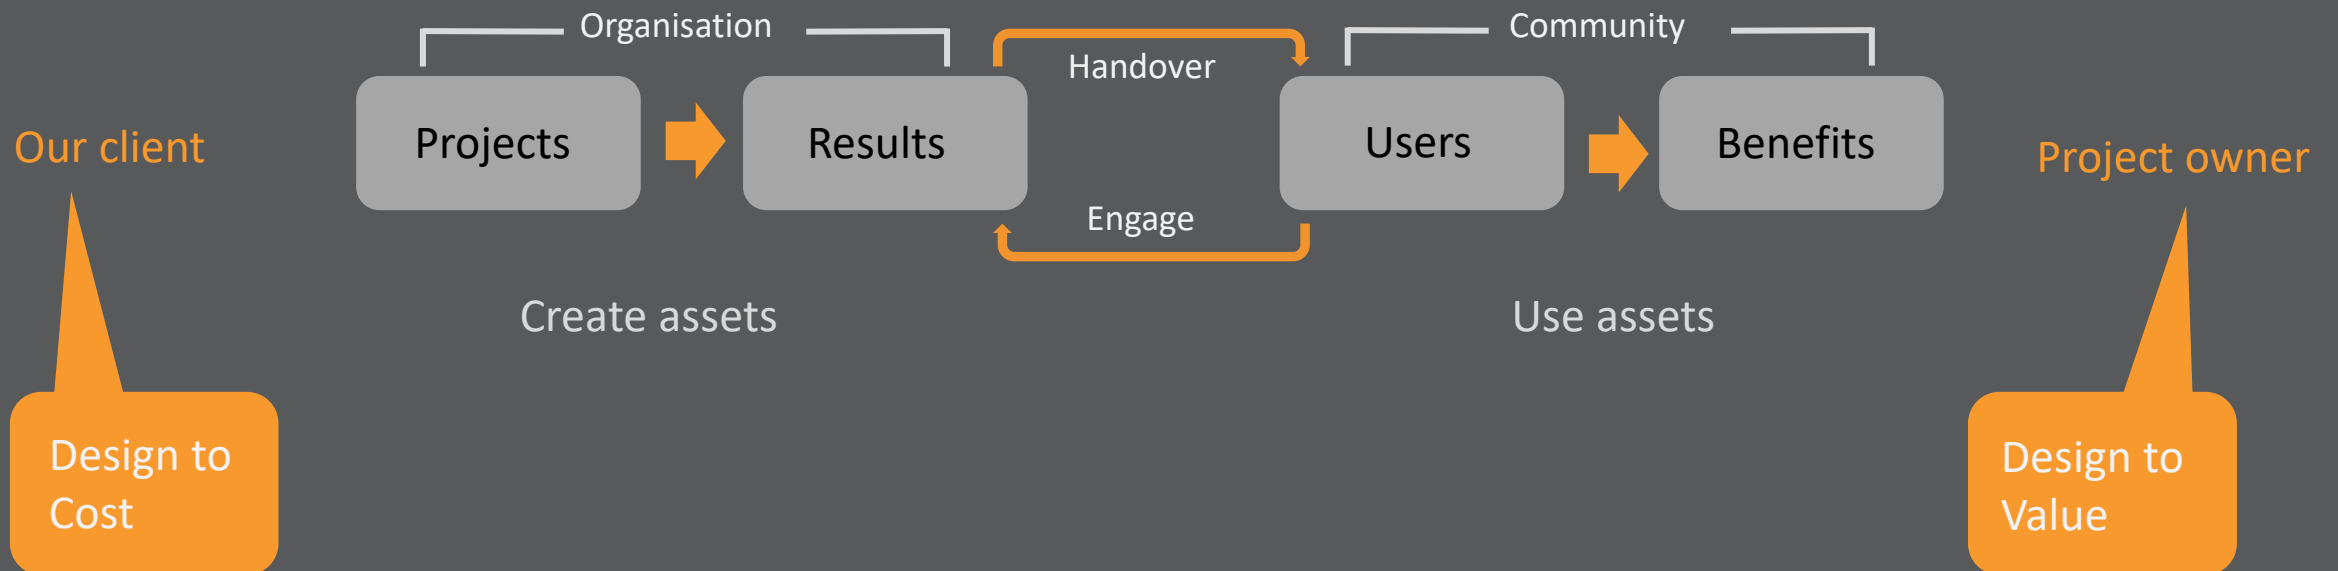 Organisation
Community
Handover
Our client
Projects
Results
Users
Benefits
Project owner
Engage
Create assets
Use assets
Design to
Cost
Design to
Value